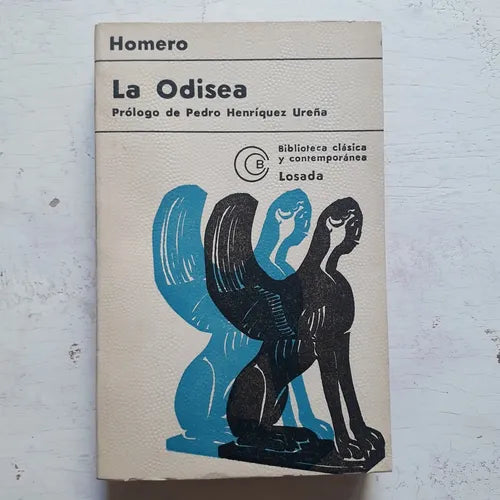 Homero
La Odisea
Prólogo de Pedro Henríquez Ureña
B
Biblioteca clásica
y contemporánea
Losada